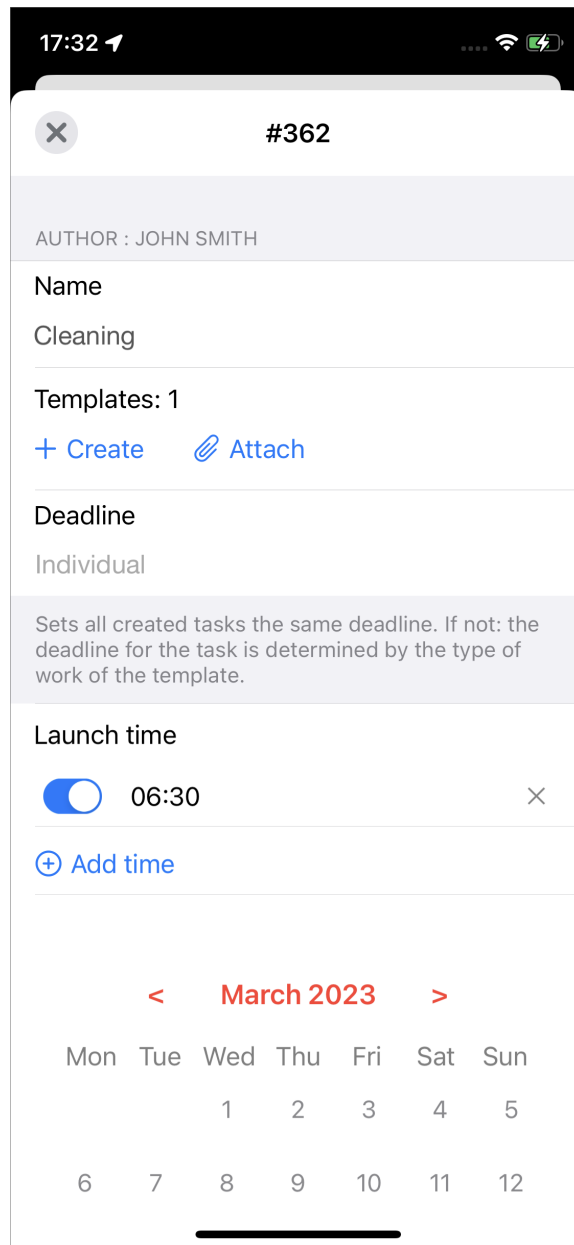 17:32
#362
AUTHOR : JOHN SMITH
Name
Cleaning
Templates: 1
+ Create Attach
Deadline
Individual
Sets all created tasks the same deadline. If not: the
deadline for the task is determined by the type of
work of the template.
Launch time
06:30
Add time
< March 2023 >
Mon Tue Wed Thu Fri Sat Sun
1 2 3 4 5
6 7 8 9 10 11 12